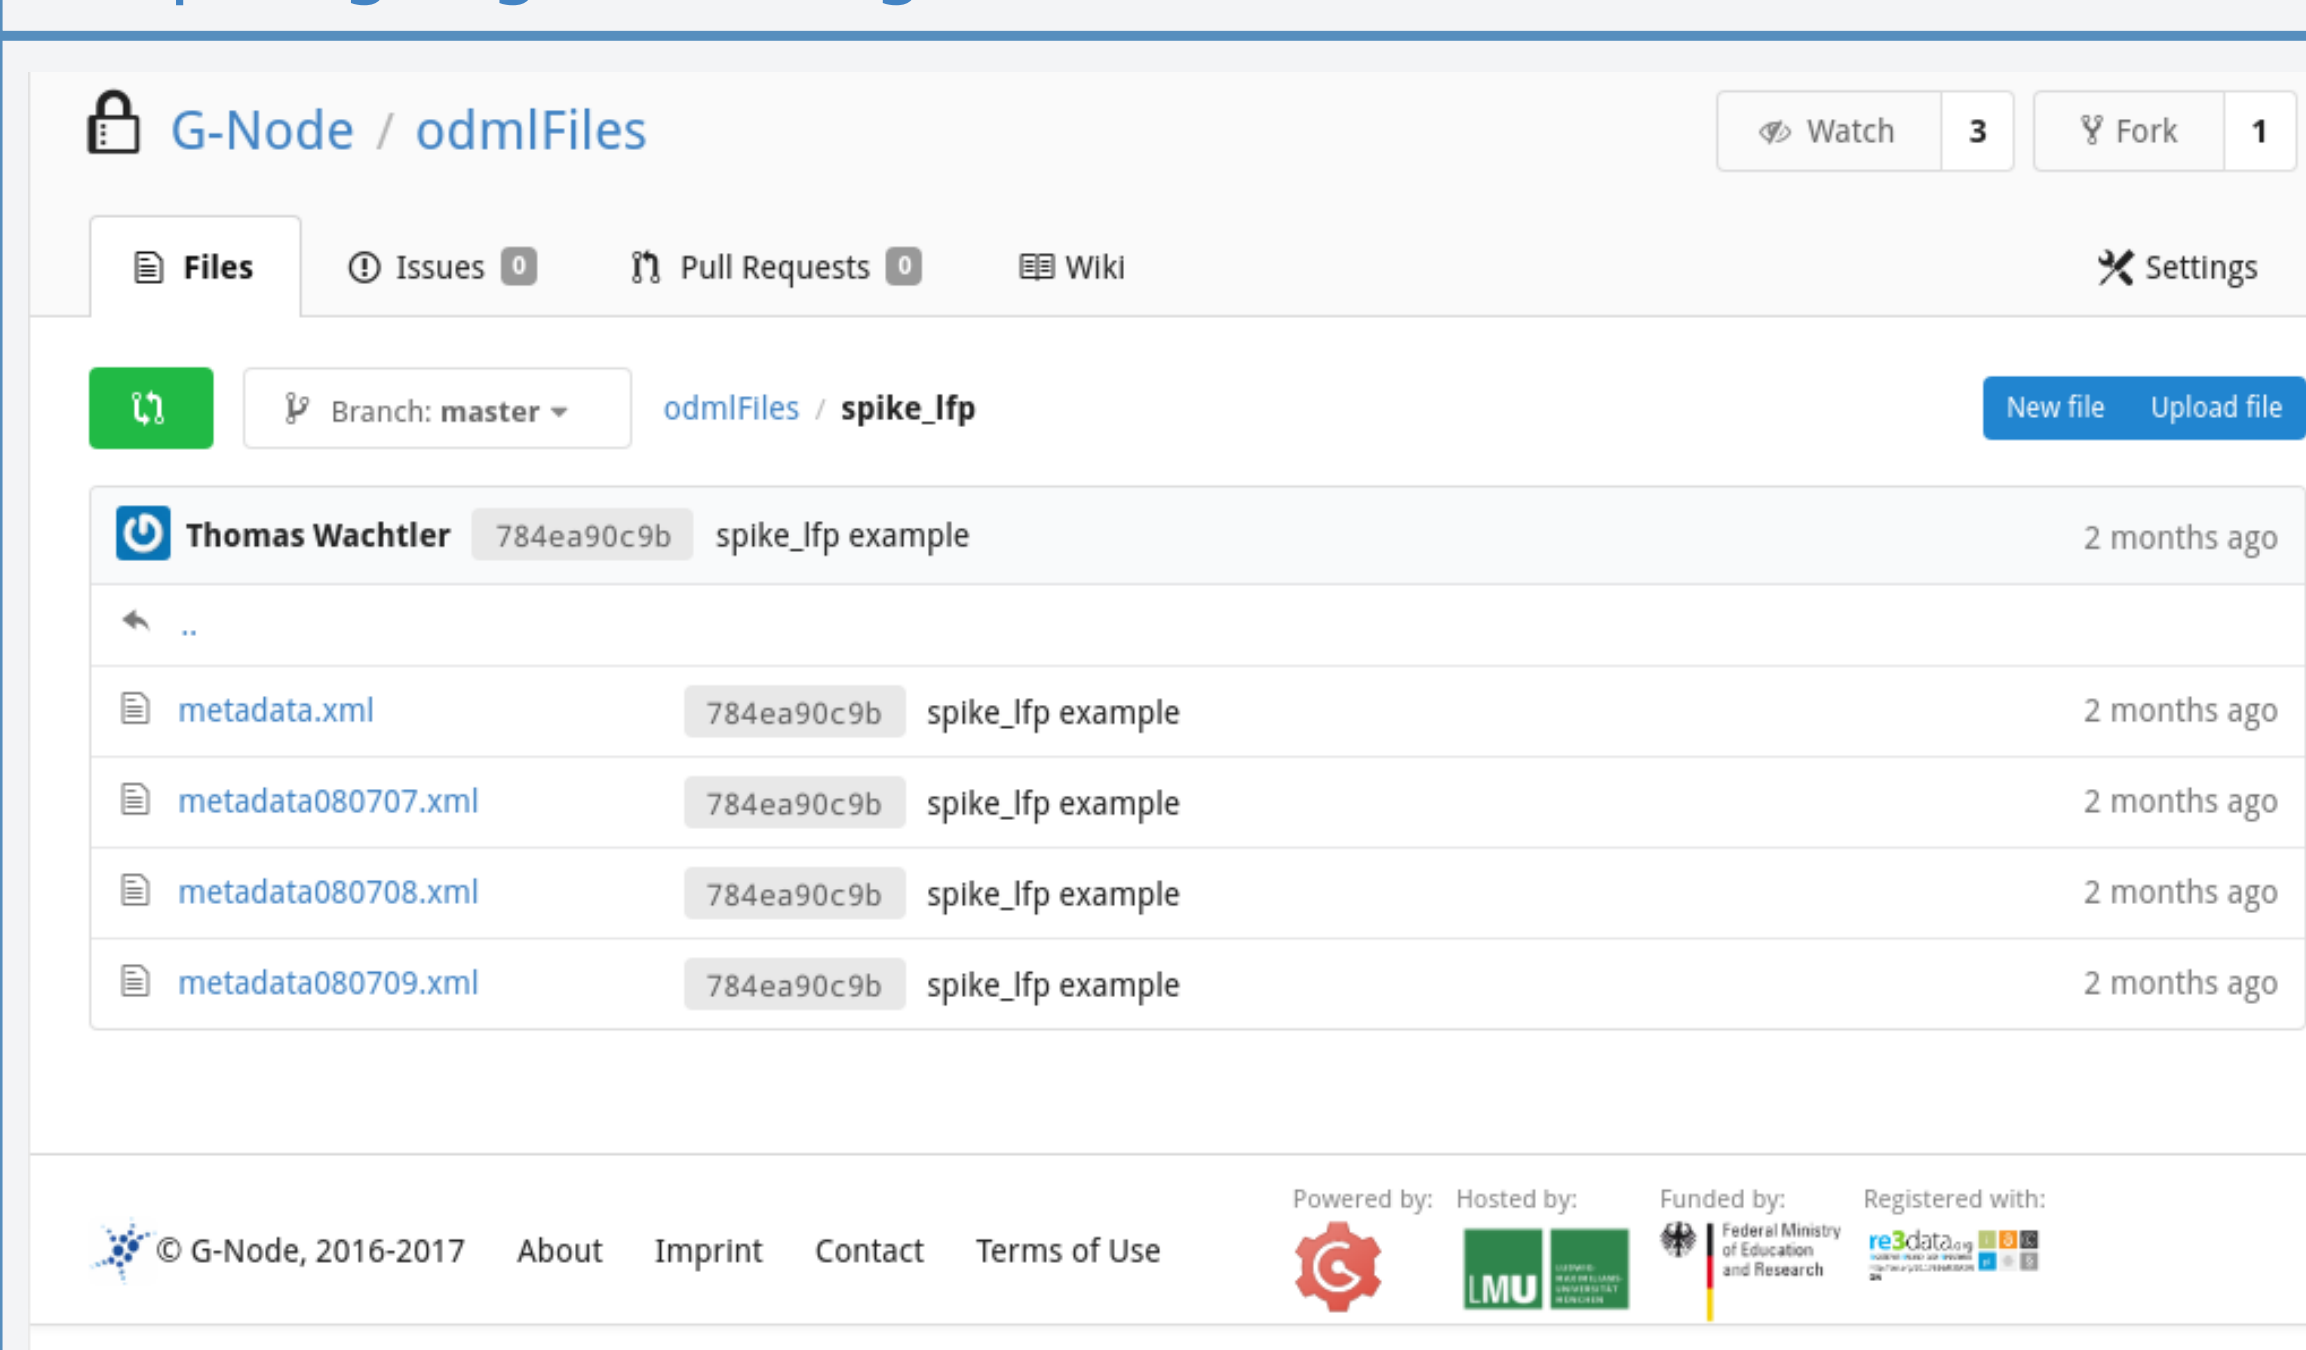 G-Node / odmlFiles
Watch 3 Fork 1
Files Issues 0 Pull Requests 0 Wiki Settings
Branch: master odmlFiles / spike_lfp New file Upload file
Thomas Wachtler 784ea90c9b spike_lfp example 2 months ago
..
metadata.xml 784ea90c9b spike_lfp example 2 months ago
metadata080707.xml 784ea90c9b spike_lfp example 2 months ago
metadata080708.xml 784ea90c9b spike_lfp example 2 months ago
metadata080709.xml 784ea90c9b spike_lfp example 2 months ago
Powered by: Hosted by: Funded by: Registered with:
© G-Node, 2016-2017 About Imprint Contact Terms of Use
LMU
LUDWIG-
MAXIMILIANS-
UNIVERSITÄT
MÜNCHEN
Federal Ministry
of Education
and Research
re3data.org